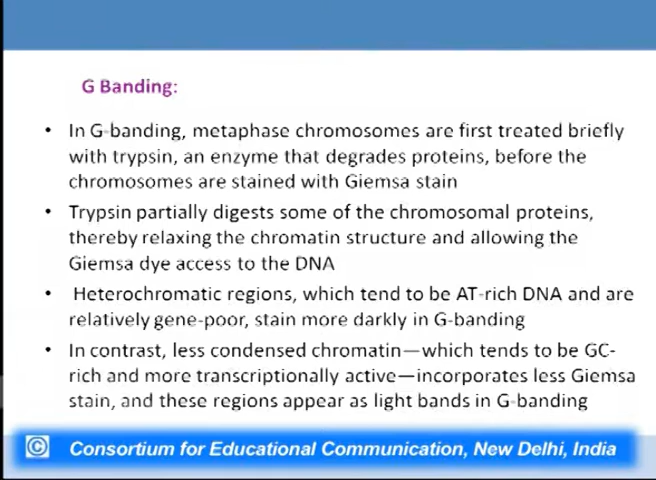 G Banding:
• In G-banding, metaphase chromosomes are first treated briefly
with trypsin, an enzyme that degrades proteins, before the
chromosomes are stained with Giemsa stain
• Trypsin partially digests some of the chromosomal proteins,
thereby relaxing the chromatin structure and allowing the
Giemsa dye access to the DNA
• Heterochromatic regions, which tend to be AT-rich DNA and are
relatively gene-poor, stain more darkly in G-banding
• In contrast, less condensed chromatin—which tends to be GC-
rich and more transcriptionally active—incorporates less Giemsa
stain, and these regions appear as light bands in G-banding
© Consortium for Educational Communication, New Delhi, India